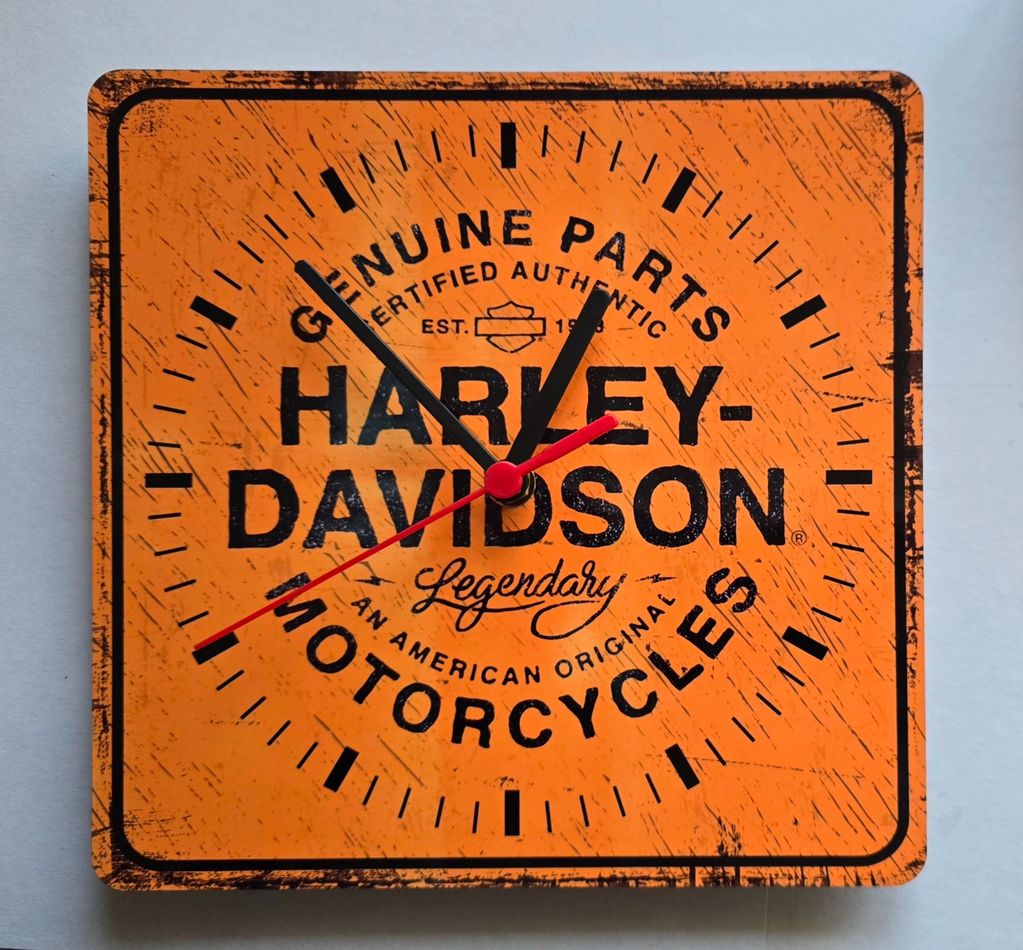 GENUINE PARTS
CERTIFIED AUTHENTIC
EST.
HARLEY-
DAVIDSON®
Legendary
AN AMERICAN ORIGINAL
MOTORCYCLES